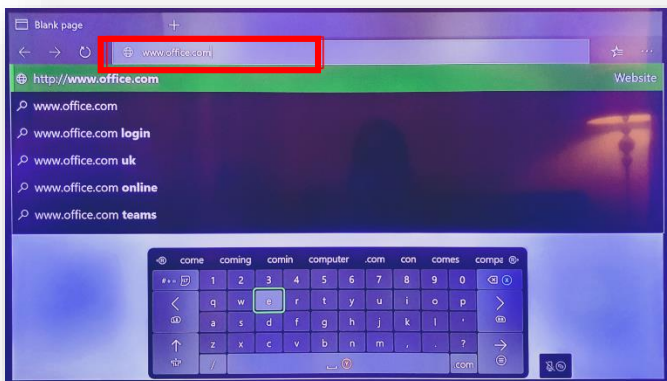 Blank page
www.office.com
http://www.office.com Website
www.office.com
www.office.com login
www.office.com uk
www.office.com online
www.office.com teams
come coming comin computer .com con comes compa
1 2 3 4 5 6 7 8 9 0
q w e r t y u i o p
a s d f g h j k l '
z x c v b n m , . ?
// .com